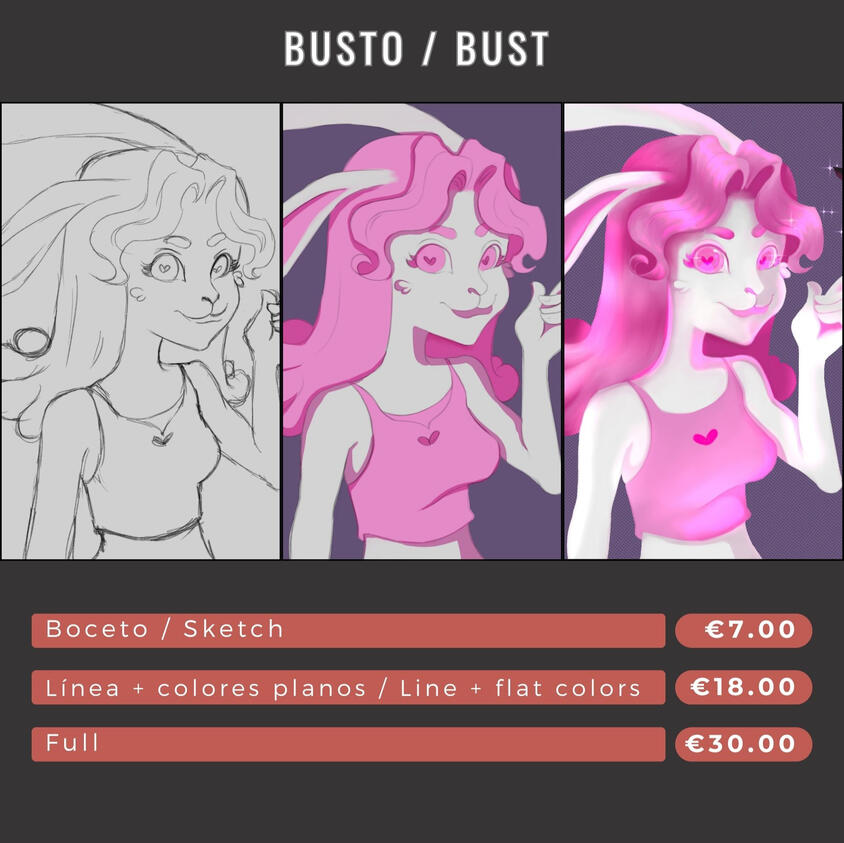 BUSTO / BUST
Boceto / Sketch
€7.00
Línea + colores planos / Line + flat colors
€18.00
Full
€30.00